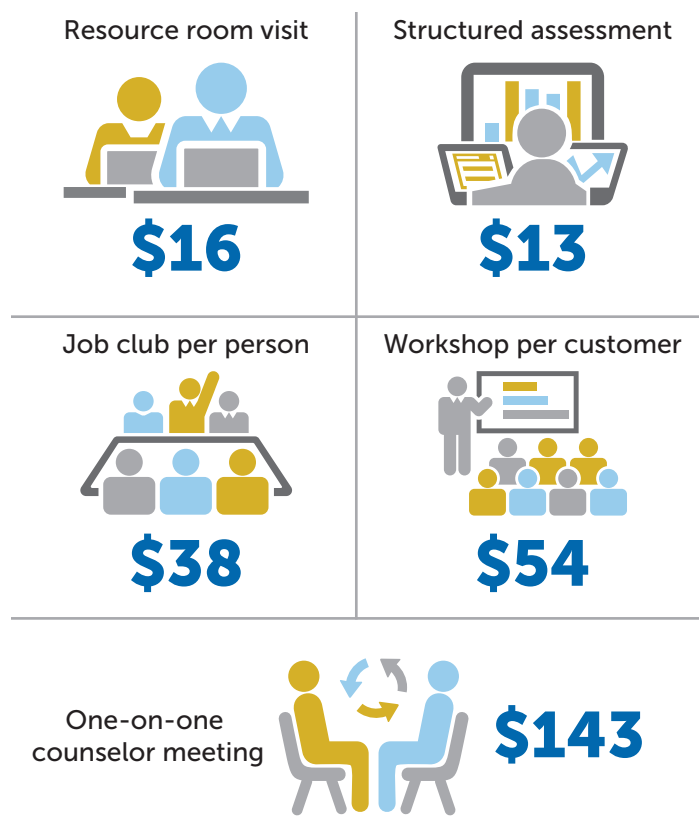 Resource room visit
$16
Structured assessment
$13
Job club per person
$38
Workshop per customer
$54
One-on-one
counselor meeting
$143